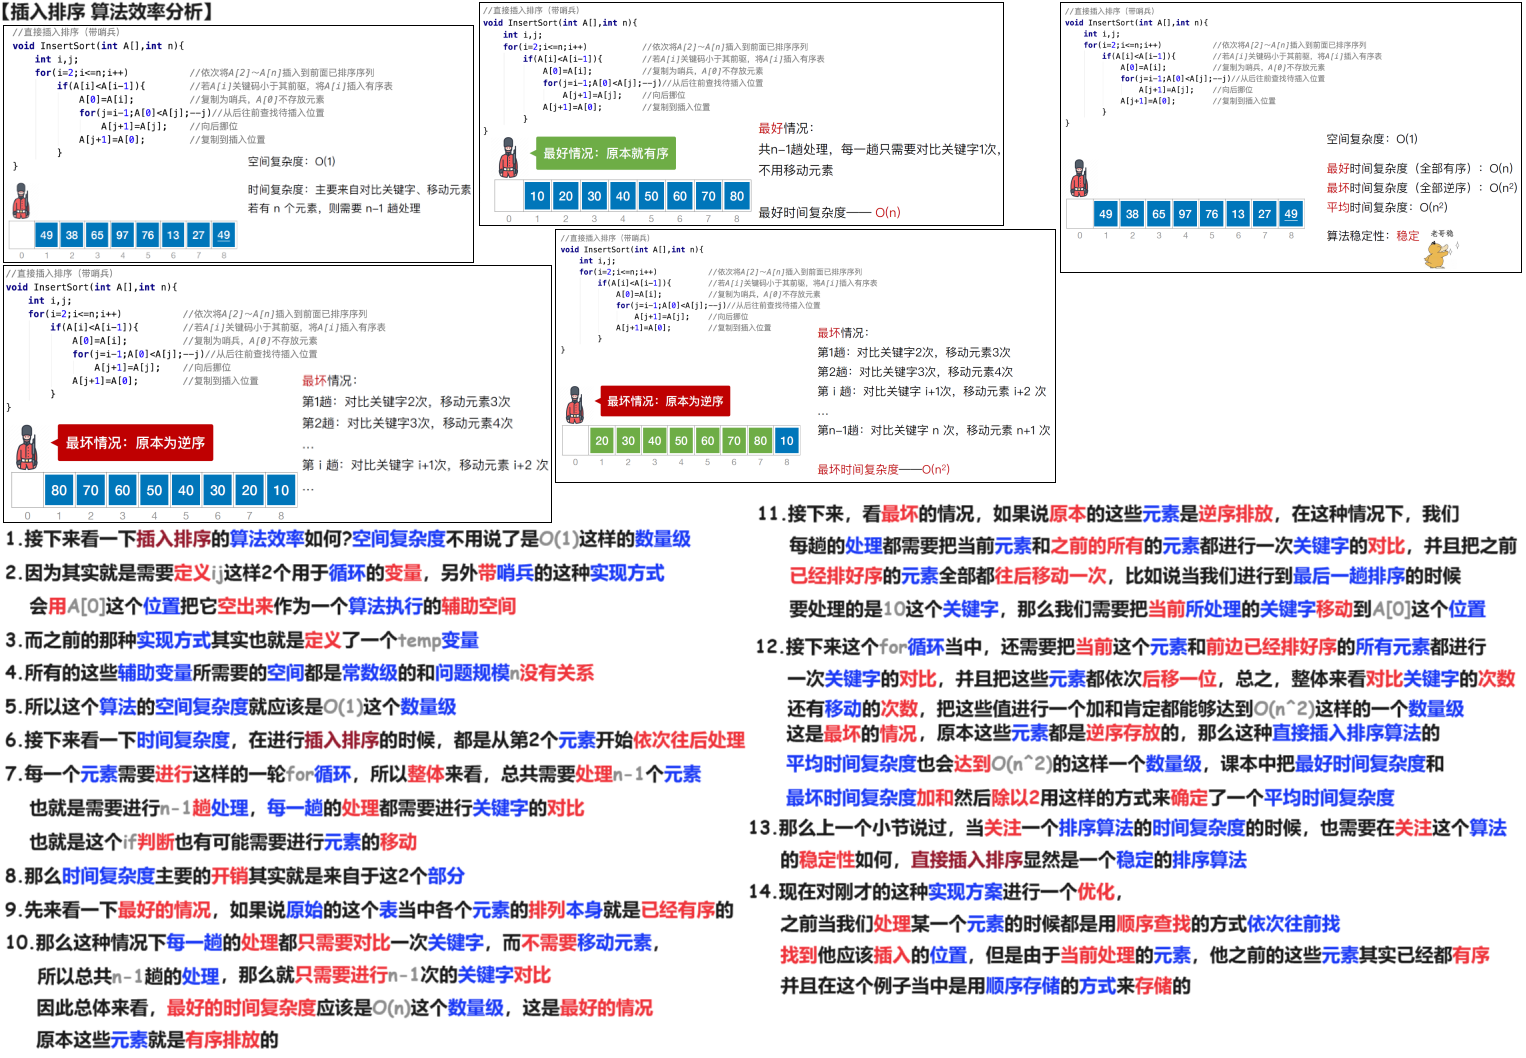 【插入排序 算法效率分析】
//直接插入排序（带哨兵）
void InsertSort(int A[],int n){
int i,j;
for(i=2;i<=n;i++) //依次将A[2]～A[n]插入到前面已排序序列
if(A[i]<A[i-1]){ //若A[i]关键码小于其前驱，将A[i]插入有序表
A[0]=A[i]; //复制为哨兵，A[0]不存放元素
for(j=i-1;A[0]<A[j];--j)//从后往前查找待插入位置
A[j+1]=A[j]; //向后挪位
A[j+1]=A[0]; //复制到插入位置
}
}
空间复杂度：O(1)
时间复杂度：主要来自对比关键字、移动元素
若有 n 个元素，则需要 n-1 趟处理
49 38 65 97 76 13 27 49
0 1 2 3 4 5 6 7 8
//直接插入排序（带哨兵）
void InsertSort(int A[],int n){
int i,j;
for(i=2;i<=n;i++) //依次将A[2]～A[n]插入到前面已排序序列
if(A[i]<A[i-1]){ //若A[i]关键码小于其前驱，将A[i]插入有序表
A[0]=A[i]; //复制为哨兵，A[0]不存放元素
for(j=i-1;A[0]<A[j];--j)//从后往前查找待插入位置
A[j+1]=A[j]; //向后挪位
A[j+1]=A[0]; //复制到插入位置
}
}
最好情况：原本就有序
最好情况：
共n-1趟处理，每一趟只需要对比关键字1次，
不用移动元素
最好时间复杂度—— O(n)
10 20 30 40 50 60 70 80
0 1 2 3 4 5 6 7 8
//直接插入排序（带哨兵）
void InsertSort(int A[],int n){
int i,j;
for(i=2;i<=n;i++) //依次将A[2]～A[n]插入到前面已排序序列
if(A[i]<A[i-1]){ //若A[i]关键码小于其前驱，将A[i]插入有序表
A[0]=A[i]; //复制为哨兵，A[0]不存放元素
for(j=i-1;A[0]<A[j];--j)//从后往前查找待插入位置
A[j+1]=A[j]; //向后挪位
A[j+1]=A[0]; //复制到插入位置
}
}
空间复杂度：O(1)
最好时间复杂度（全部有序）：O(n)
最坏时间复杂度（全部逆序）：O(n²)
平均时间复杂度：O(n²)
算法稳定性：稳定
老哥稳
49 38 65 97 76 13 27 49
0 1 2 3 4 5 6 7 8
//直接插入排序（带哨兵）
void InsertSort(int A[],int n){
int i,j;
for(i=2;i<=n;i++) //依次将A[2]～A[n]插入到前面已排序序列
if(A[i]<A[i-1]){ //若A[i]关键码小于其前驱，将A[i]插入有序表
A[0]=A[i]; //复制为哨兵，A[0]不存放元素
for(j=i-1;A[0]<A[j];--j)//从后往前查找待插入位置
A[j+1]=A[j]; //向后挪位
A[j+1]=A[0]; //复制到插入位置
}
}
最坏情况：原本为逆序
最坏情况：
第1趟：对比关键字2次，移动元素3次
第2趟：对比关键字3次，移动元素4次
…
第 i 趟：对比关键字 i+1次，移动元素 i+2 次
…
80 70 60 50 40 30 20 10
0 1 2 3 4 5 6 7 8
//直接插入排序（带哨兵）
void InsertSort(int A[],int n){
int i,j;
for(i=2;i<=n;i++) //依次将A[2]～A[n]插入到前面已排序序列
if(A[i]<A[i-1]){ //若A[i]关键码小于其前驱，将A[i]插入有序表
A[0]=A[i]; //复制为哨兵，A[0]不存放元素
for(j=i-1;A[0]<A[j];--j)//从后往前查找待插入位置
A[j+1]=A[j]; //向后挪位
A[j+1]=A[0]; //复制到插入位置
}
}
最坏情况：原本为逆序
最坏情况：
第1趟：对比关键字2次，移动元素3次
第2趟：对比关键字3次，移动元素4次
第 i 趟：对比关键字 i+1次，移动元素 i+2 次
…
第n-1趟：对比关键字 n 次，移动元素 n+1 次
最坏时间复杂度——O(n²)
20 30 40 50 60 70 80 10
0 1 2 3 4 5 6 7 8
1.接下来看一下插入排序的算法效率如何?空间复杂度不用说了是O(1)这样的数量级
2.因为其实就是需要定义ij这样2个用于循环的变量，另外带哨兵的这种实现方式
会用A[0]这个位置把它空出来作为一个算法执行的辅助空间
3.而之前的那种实现方式其实也就是定义了一个temp变量
4.所有的这些辅助变量所需要的空间都是常数级的和问题规模n没有关系
5.所以这个算法的空间复杂度就应该是O(1)这个数量级
6.接下来看一下时间复杂度，在进行插入排序的时候，都是从第2个元素开始依次往后处理
7.每一个元素需要进行这样的一轮for循环，所以整体来看，总共需要处理n-1个元素
也就是需要进行n-1趟处理，每一趟的处理都需要进行关键字的对比
也就是这个if判断也有可能需要进行元素的移动
8.那么时间复杂度主要的开销其实就是来自于这2个部分
9.先来看一下最好的情况，如果说原始的这个表当中各个元素的排列本身就是已经有序的
10.那么这种情况下每一趟的处理都只需要对比一次关键字，而不需要移动元素，
所以总共n-1趟的处理，那么就只需要进行n-1次的关键字对比
因此总体来看，最好的时间复杂度应该是O(n)这个数量级，这是最好的情况
原本这些元素就是有序排放的
11.接下来，看最坏的情况，如果说原本的这些元素是逆序排放，在这种情况下，我们
每趟的处理都需要把当前元素和之前的所有的元素都进行一次关键字的对比，并且把之前
已经排好序的元素全部都往后移动一次，比如说当我们进行到最后一趟排序的时候
要处理的是10这个关键字，那么我们需要把当前所处理的关键字移动到A[0]这个位置
12.接下来这个for循环当中，还需要把当前这个元素和前边已经排好序的所有元素都进行
一次关键字的对比，并且把这些元素都依次后移一位，总之，整体来看对比关键字的次数
还有移动的次数，把这些值进行一个加和肯定都能够达到O(n^2)这样的一个数量级
这是最坏的情况，原本这些元素都是逆序存放的，那么这种直接插入排序算法的
平均时间复杂度也会达到O(n^2)的这样一个数量级，课本中把最好时间复杂度和
最坏时间复杂度加和然后除以2用这样的方式来确定了一个平均时间复杂度
13.那么上一个小节说过，当关注一个排序算法的时间复杂度的时候，也需要在关注这个算法
的稳定性如何，直接插入排序显然是一个稳定的排序算法
14.现在对刚才的这种实现方案进行一个优化，
之前当我们处理某一个元素的时候都是用顺序查找的方式依次往前找
找到他应该插入的位置，但是由于当前处理的元素，他之前的这些元素其实已经都有序
并且在这个例子当中是用顺序存储的方式来存储的